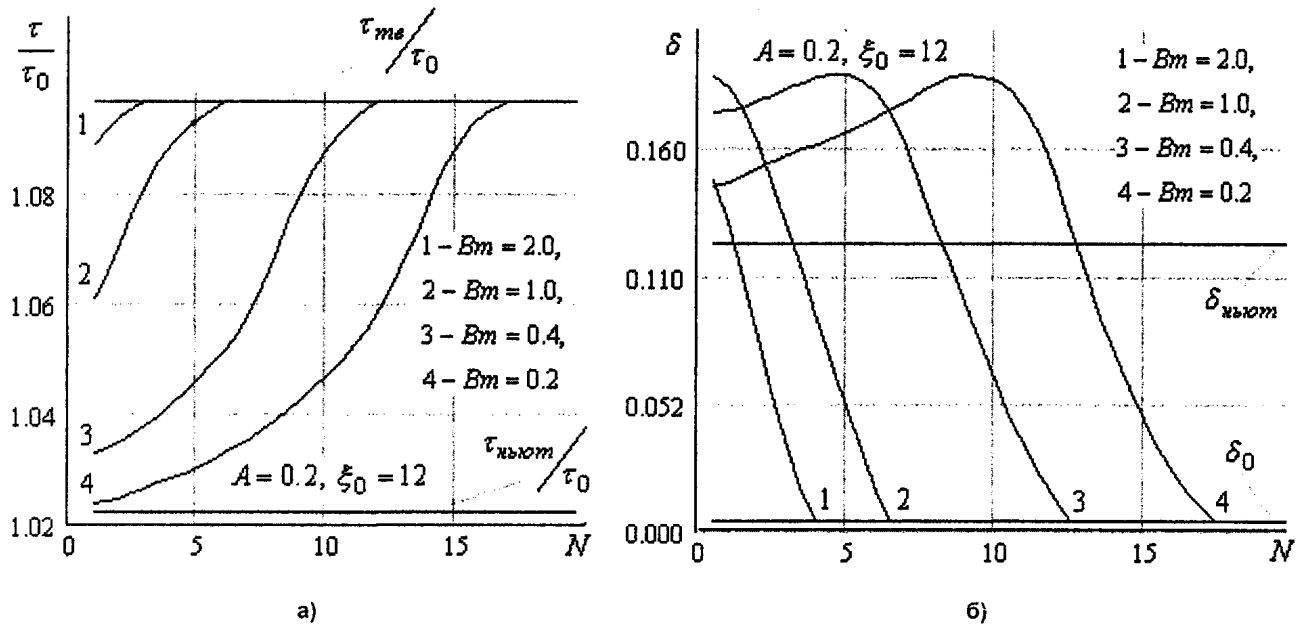 τ/τ₀
τ_тв/τ₀
1
1.08
2
1.06
1 – Bm = 2.0,
2 – Bm = 1.0,
3 – Bm = 0.4,
4 – Bm = 0.2
1.04
3
4
A = 0.2, ξ₀ = 12
τ_ньют/τ₀
1.02
0 5 10 15 N
а)
δ
A = 0.2, ξ₀ = 12
1 – Bm = 2.0,
2 – Bm = 1.0,
3 – Bm = 0.4,
4 – Bm = 0.2
0.160
0.110
δ_ньют
0.052
δ₀
1 2 3 4
0.000
0 5 10 15 N
б)